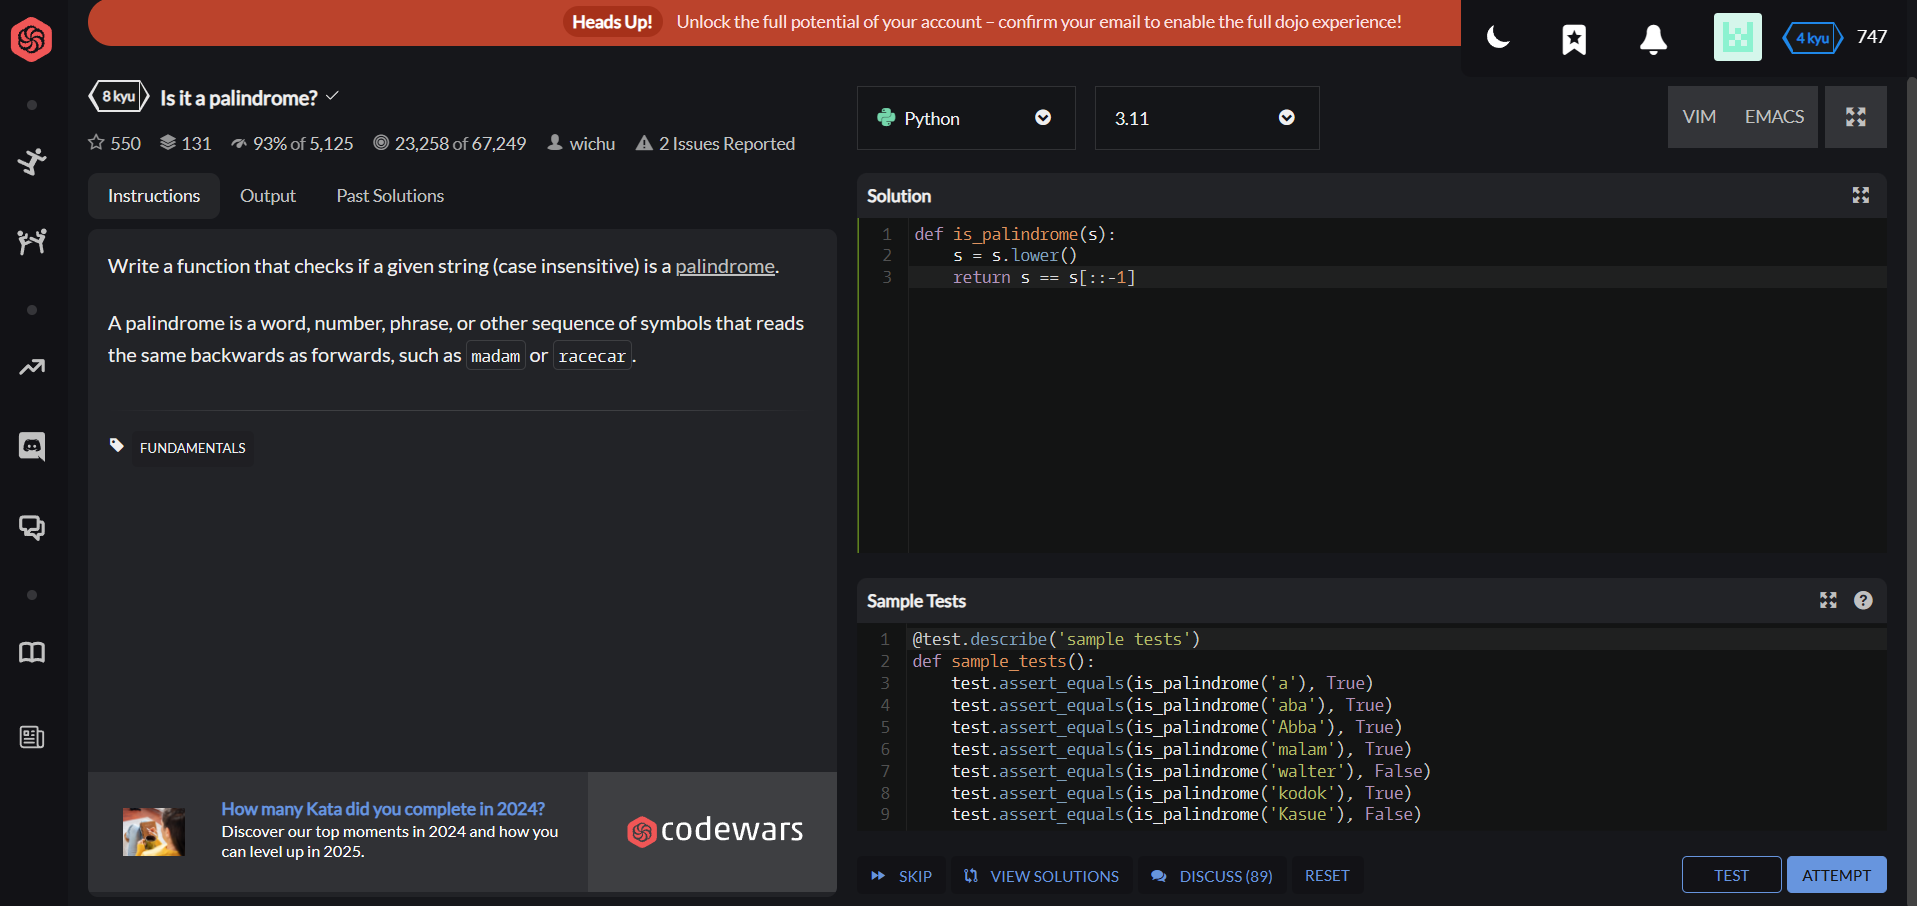 Heads Up! Unlock the full potential of your account – confirm your email to enable the full dojo experience!
4 kyu 747
8 kyu Is it a palindrome?
550 131 93% of 5,125 23,258 of 67,249 wichu 2 Issues Reported
Instructions Output Past Solutions
Write a function that checks if a given string (case insensitive) is a palindrome.
A palindrome is a word, number, phrase, or other sequence of symbols that reads
the same backwards as forwards, such as madam or racecar.
FUNDAMENTALS
How many Kata did you complete in 2024?
Discover our top moments in 2024 and how you
can level up in 2025.
codewars
Python 3.11 VIM EMACS
Solution
1 def is_palindrome(s):
2     s = s.lower()
3     return s == s[::-1]
Sample Tests
1 @test.describe('sample tests')
2 def sample_tests():
3     test.assert_equals(is_palindrome('a'), True)
4     test.assert_equals(is_palindrome('aba'), True)
5     test.assert_equals(is_palindrome('Abba'), True)
6     test.assert_equals(is_palindrome('malam'), True)
7     test.assert_equals(is_palindrome('walter'), False)
8     test.assert_equals(is_palindrome('kodok'), True)
9     test.assert_equals(is_palindrome('Kasue'), False)
SKIP VIEW SOLUTIONS DISCUSS (89) RESET TEST ATTEMPT